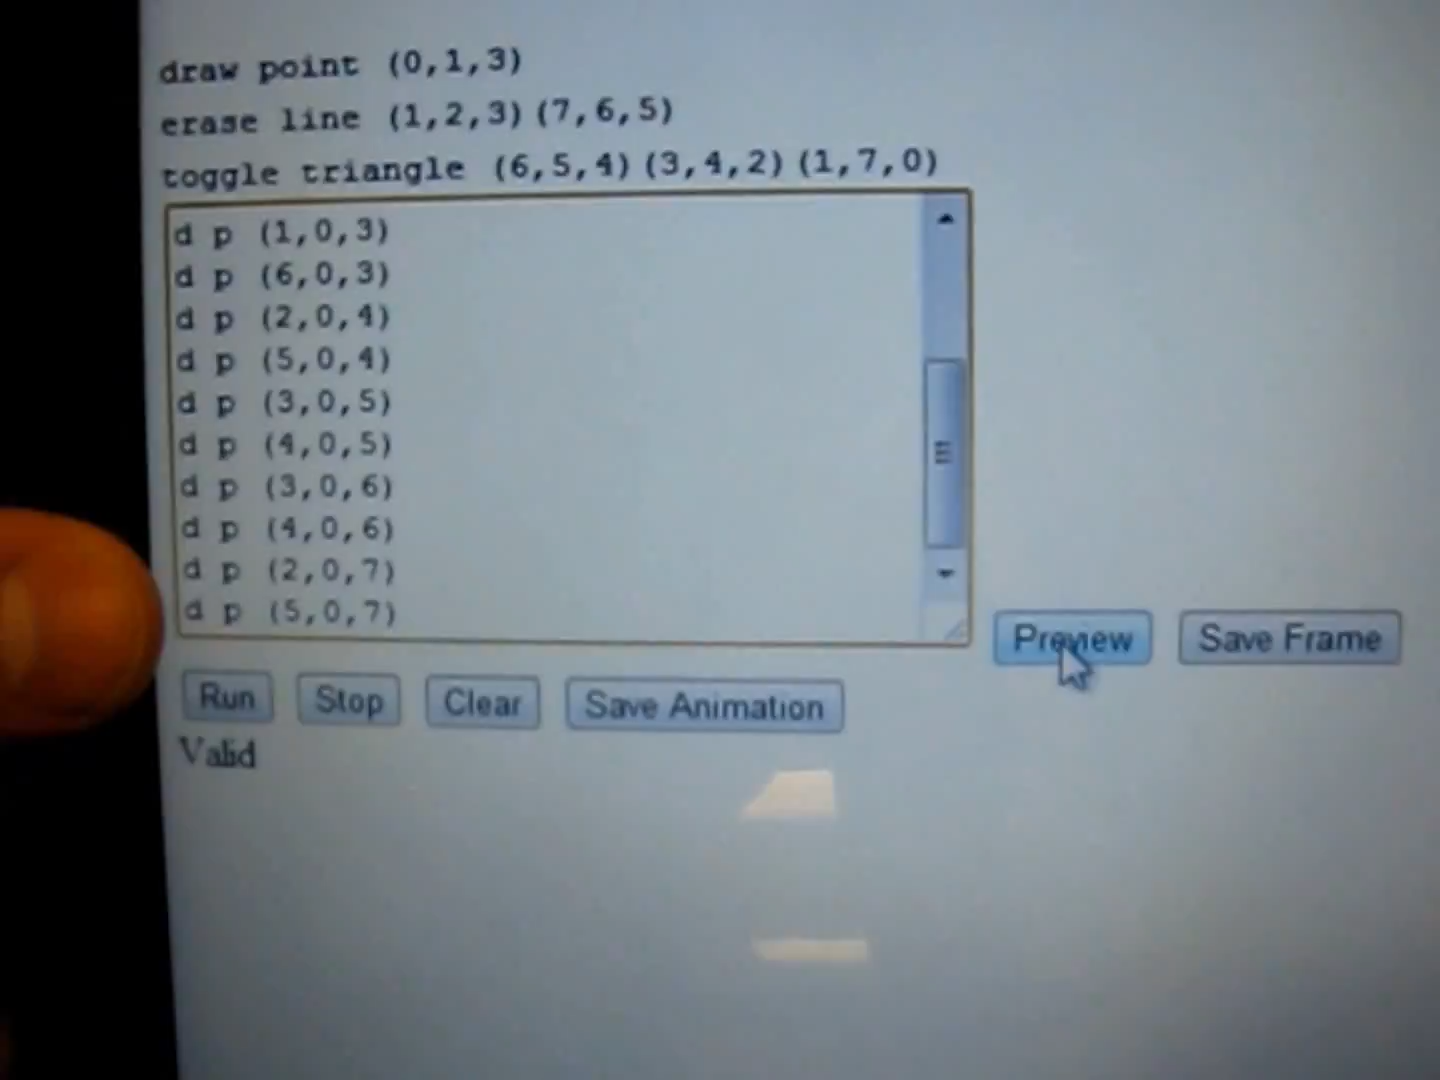 draw point (0,1,3)
erase line (1,2,3)(7,6,5)
toggle triangle (6,5,4)(3,4,2)(1,7,0)
d p (1,0,3)
d p (6,0,3)
d p (2,0,4)
d p (5,0,4)
d p (3,0,5)
d p (4,0,5)
d p (3,0,6)
d p (4,0,6)
d p (2,0,7)
d p (5,0,7)
Preview Save Frame
Run Stop Clear Save Animation
Valid